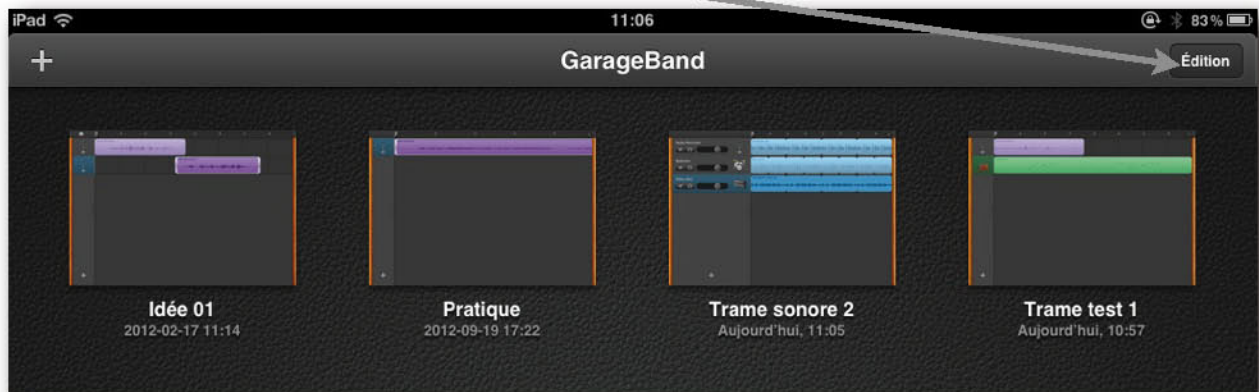 iPad 11:06 83 %
+ GarageBand Édition
Idée 01 Pratique Trame sonore 2 Trame test 1
2012-02-17 11:14 2012-09-19 17:22 Aujourd'hui, 11:05 Aujourd'hui, 10:57